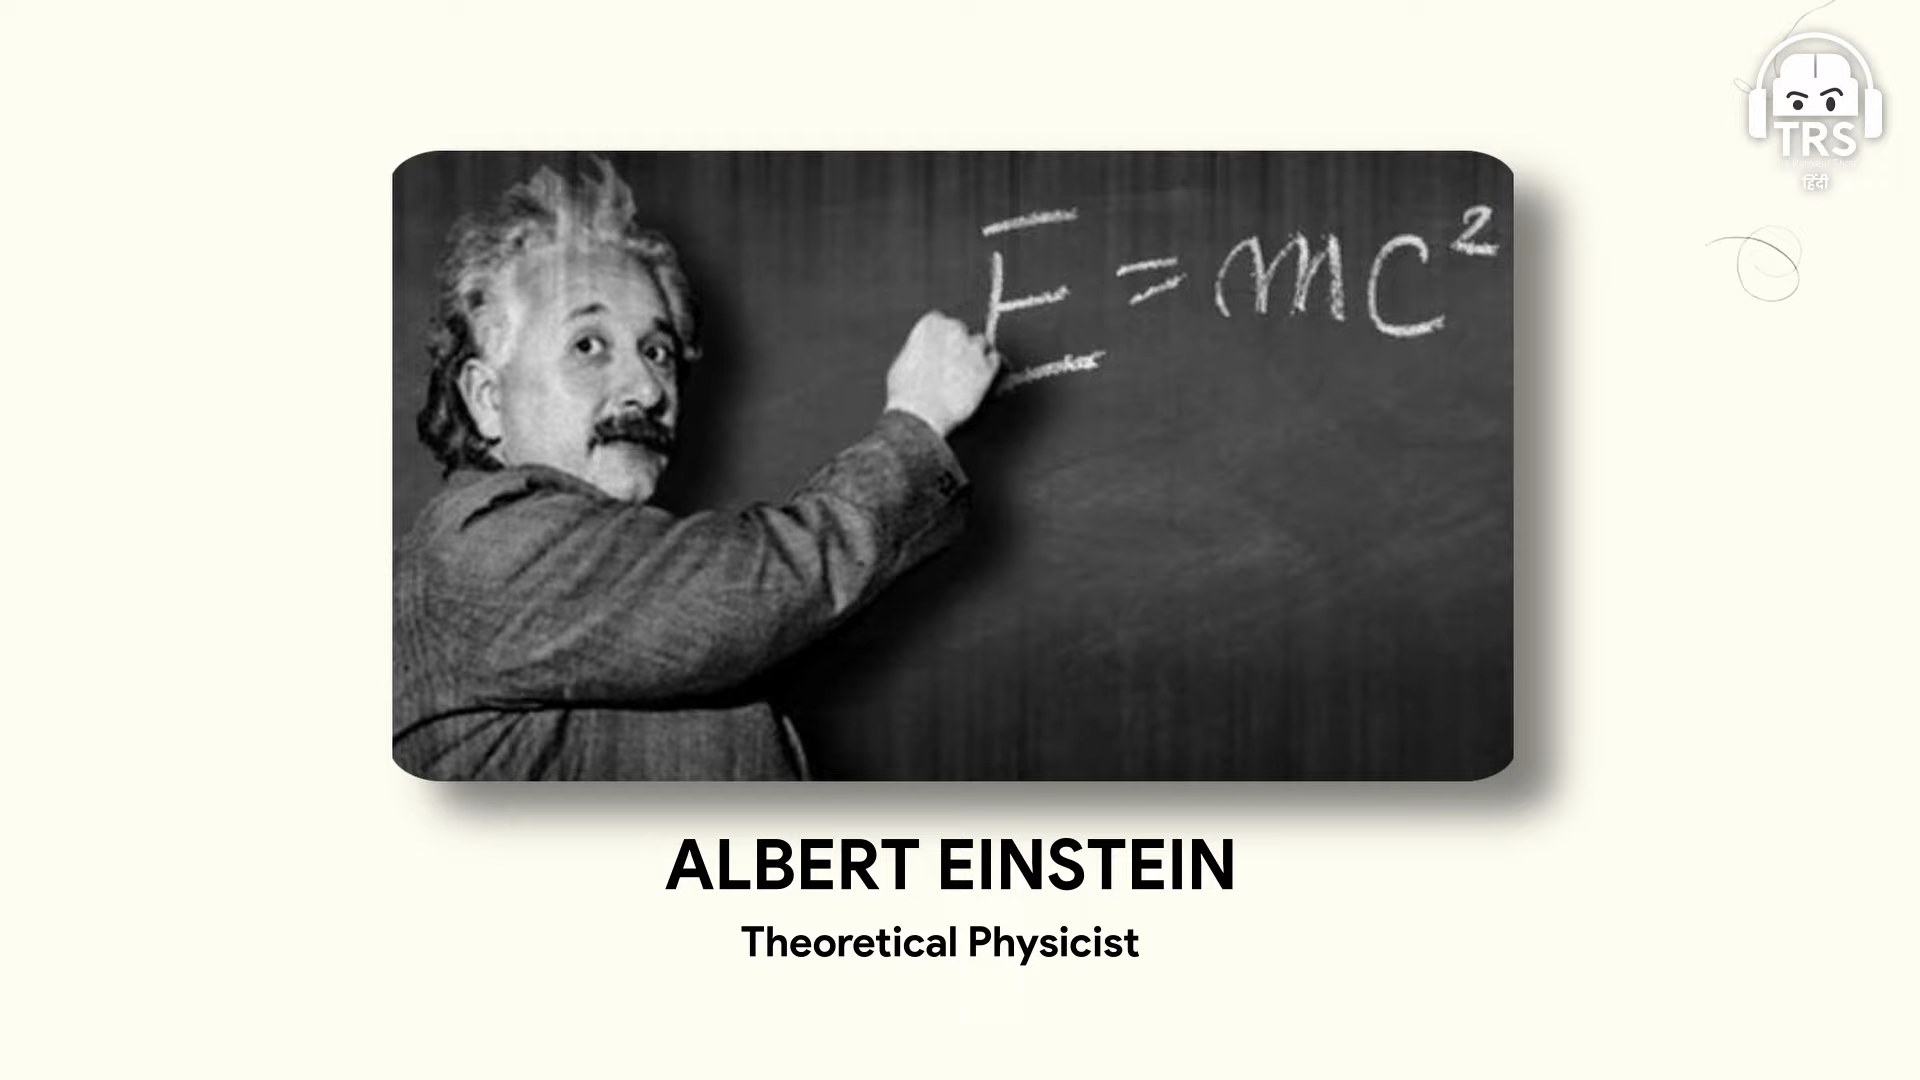 TRS
हिंदी
E = mc²
ALBERT EINSTEIN
Theoretical Physicist